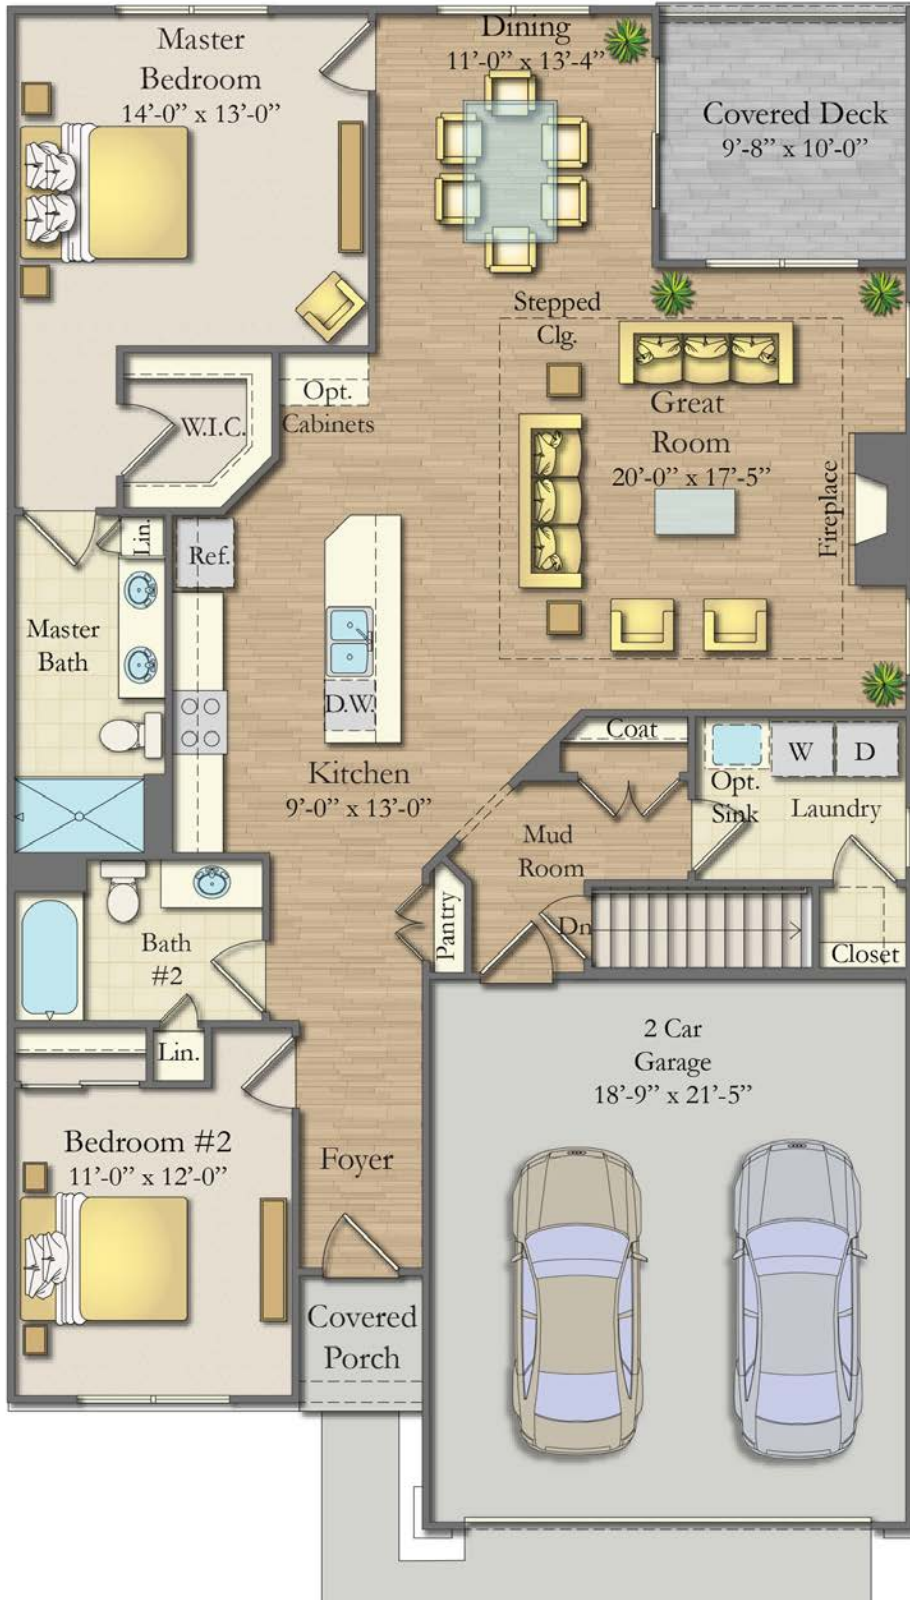 Master
Bedroom
14'-0" x 13'-0"
Dining
11'-0" x 13'-4"
Covered Deck
9'-8" x 10'-0"
Stepped
Clg.
Opt.
Cabinets
W.I.C.
Great
Room
20'-0" x 17'-5"
Fireplace
Lin.
Ref.
Master
Bath
D.W.
Kitchen
9'-0" x 13'-0"
Coat
W
D
Opt.
Sink
Laundry
Mud
Room
Pantry
Dn
Closet
Bath
#2
Lin.
2 Car
Garage
18'-9" x 21'-5"
Bedroom #2
11'-0" x 12'-0"
Foyer
Covered
Porch